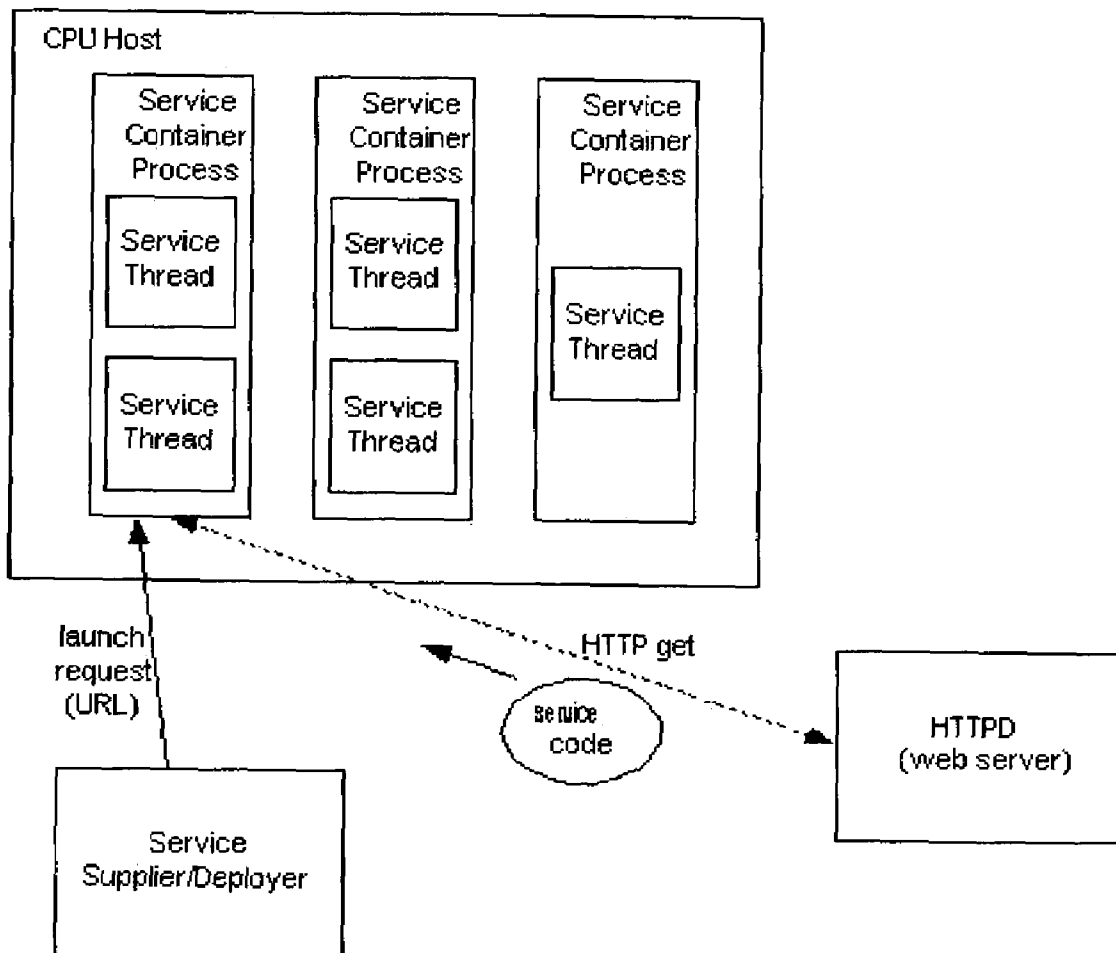 CPU Host
Service
Container
Process
Service
Thread
Service
Thread
Service
Container
Process
Service
Thread
Service
Thread
Service
Container
Process
Service
Thread
launch
request
(URL)
HTTP get
service
code
HTTPD
(web server)
Service
Supplier/Deployer